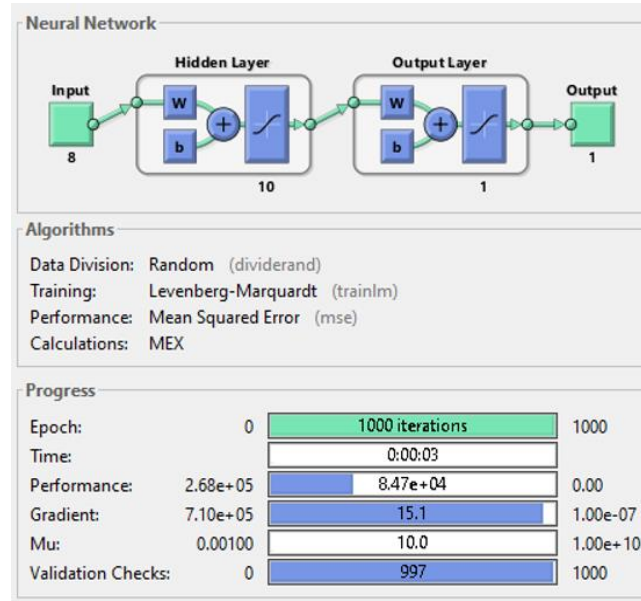 Neural Network
Hidden Layer Output Layer
Input Output
W W
b b
8 10 1 1
Algorithms
Data Division: Random (dividerand)
Training: Levenberg-Marquardt (trainlm)
Performance: Mean Squared Error (mse)
Calculations: MEX
Progress
Epoch: 0 1000 iterations 1000
Time: 0:00:03
Performance: 2.68e+05 8.47e+04 0.00
Gradient: 7.10e+05 15.1 1.00e-07
Mu: 0.00100 10.0 1.00e+10
Validation Checks: 0 997 1000